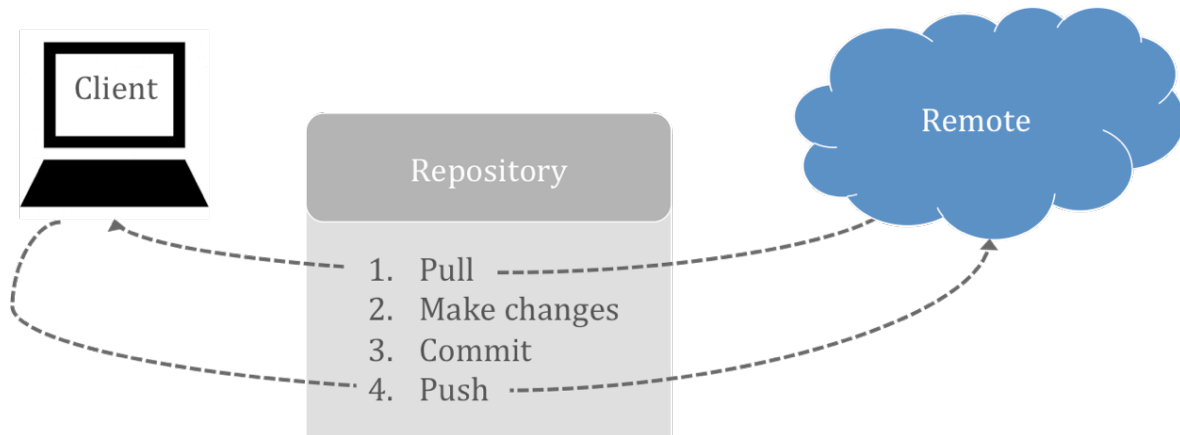 Client
Remote
Repository
1. Pull
2. Make changes
3. Commit
4. Push